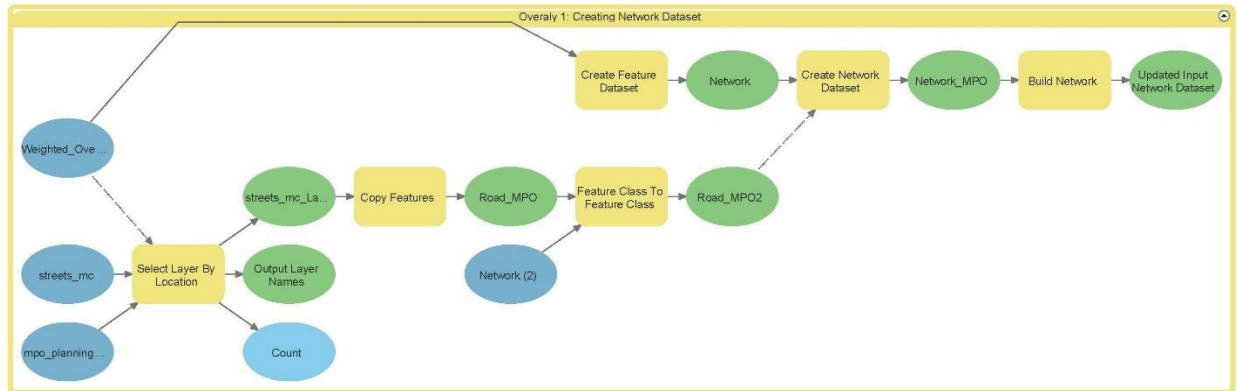 Overaly 1: Creating Network Dataset
Create Feature
Dataset
Network
Create Network
Dataset
Network_MPO
Build Network
Updated Input
Network Dataset
Weighted_Ove ...
streets_mc_La...
Copy Features
Road_MPO
Feature Class To
Feature Class
Road_MPO2
streets_mc
Select Layer By
Location
Output Layer
Names
Network (2)
mpo_planning ...
Count